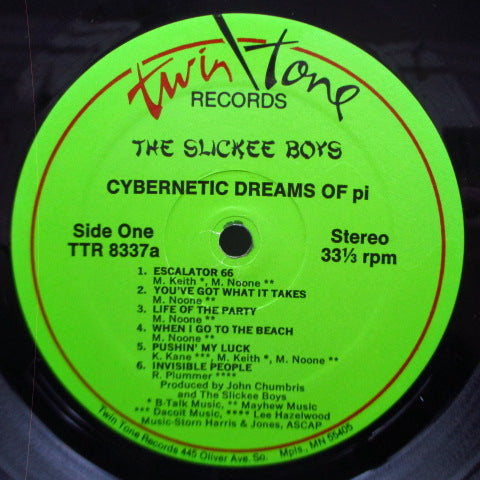 twin\tone
RECORDS
THE SLICKEE BOYS
CYBERNETIC DREAMS OF pi
Side One
TTR 8337a
Stereo
33⅓ rpm
1. ESCALATOR 66
M. Keith *, M. Noone **
2. YOU'VE GOT WHAT IT TAKES
M. Noone **
3. LIFE OF THE PARTY
M. Noone **
4. WHEN I GO TO THE BEACH
M. Noone **
5. PUSHIN' MY LUCK
K. Kane ***, M. Keith *, M. Noone **
6. INVISIBLE PEOPLE
R. Plummer ****
Produced by John Chumbris
and The Slickee Boys
* B-Talk Music, ** Mayhew Music
*** Dacoit Music, **** Lee Hazelwood
Music-Storn Harris & Jones, ASCAP
Twin Tone Records 445 Oliver Ave. So. Mpls., MN 55405